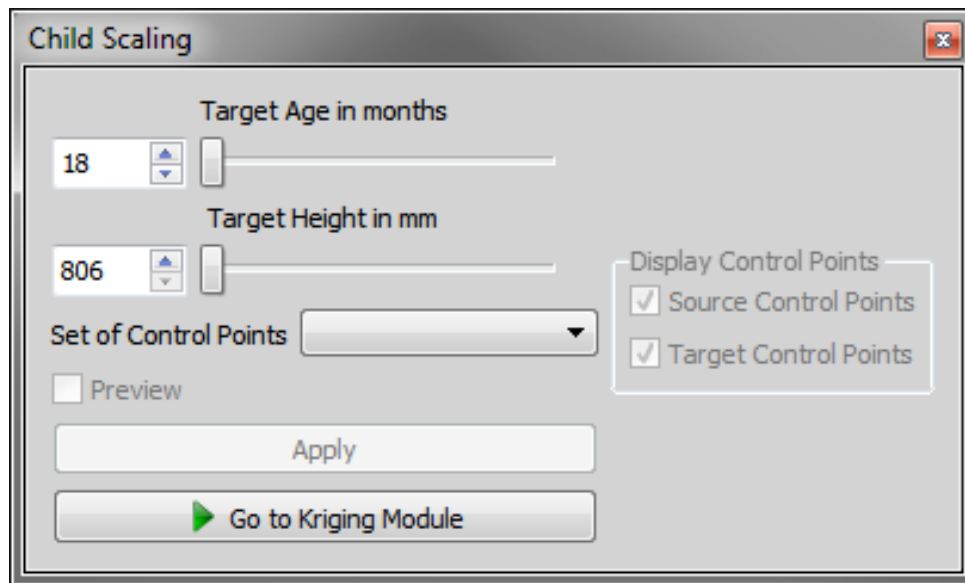 Child Scaling
Target Age in months
18
Target Height in mm
806
Display Control Points
Source Control Points
Set of Control Points
Target Control Points
Preview
Apply
Go to Kriging Module